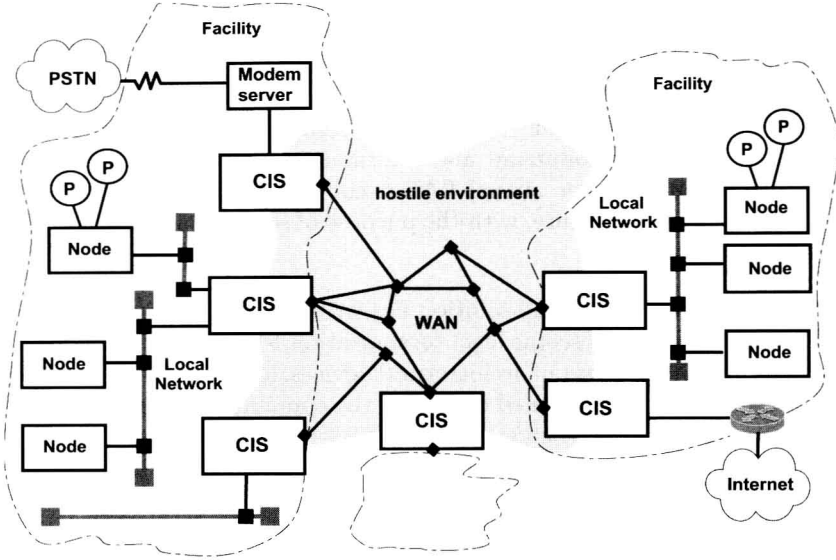 Facility
PSTN
Modem
server
CIS
P
P
Node
CIS
Node
Local
Network
Node
CIS
hostile environment
WAN
CIS
Facility
P
P
Local
Network
Node
Node
CIS
Node
CIS
Internet